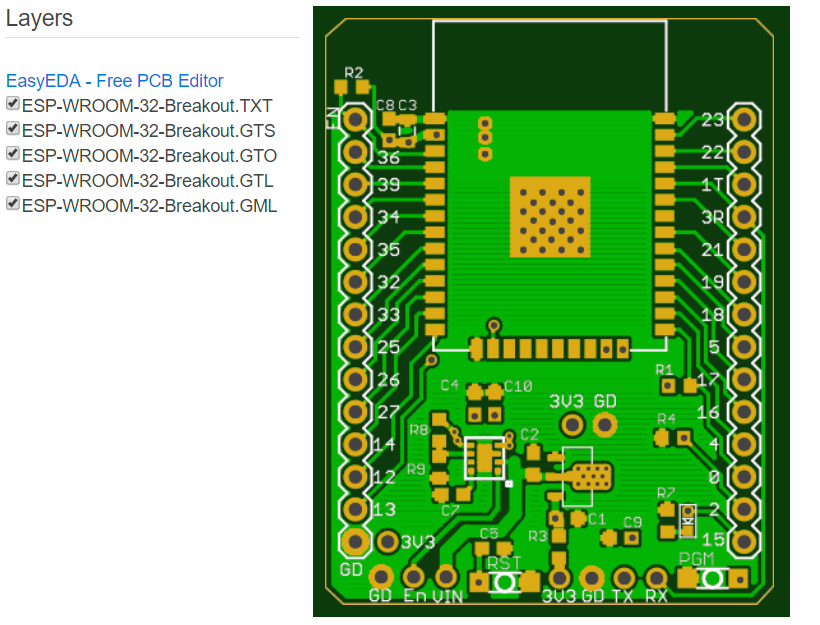 Layers
EasyEDA - Free PCB Editor
ESP-WROOM-32-Breakout.TXT
ESP-WROOM-32-Breakout.GTS
ESP-WROOM-32-Breakout.GTO
ESP-WROOM-32-Breakout.GTL
ESP-WROOM-32-Breakout.GML
R2
C8 C3
EN
23
36
22
39
1T
34
3R
35
21
32
19
33
18
25
5
R1
26
17
C4 C10
3V3 GD
27
16
R8
R4
14
C2
4
R9
12
0
R7
C7
13
C1
2
C9
C5
R3
3V3
15
GD
RST
PGM
GD En VIN
3V3 GD TX RX